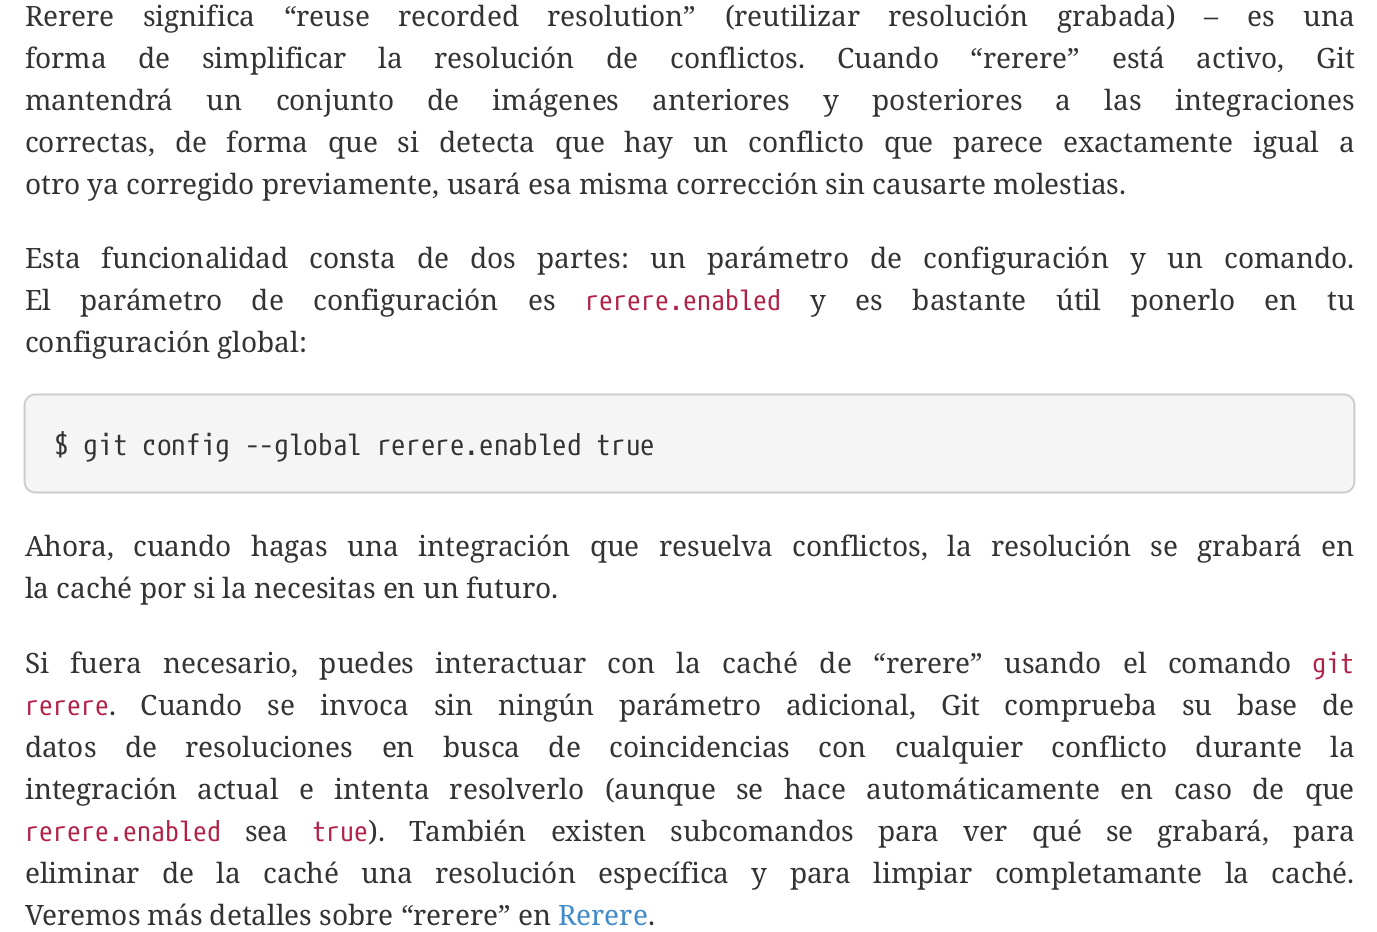 Rerere significa “reuse recorded resolution” (reutilizar resolución grabada) – es una
forma de simplificar la resolución de conflictos. Cuando “rerere” está activo, Git
mantendrá un conjunto de imágenes anteriores y posteriores a las integraciones
correctas, de forma que si detecta que hay un conflicto que parece exactamente igual a
otro ya corregido previamente, usará esa misma corrección sin causarte molestias.
Esta funcionalidad consta de dos partes: un parámetro de configuración y un comando.
El parámetro de configuración es rerere.enabled y es bastante útil ponerlo en tu
configuración global:
$ git config --global rerere.enabled true
Ahora, cuando hagas una integración que resuelva conflictos, la resolución se grabará en
la caché por si la necesitas en un futuro.
Si fuera necesario, puedes interactuar con la caché de “rerere” usando el comando git
rerere. Cuando se invoca sin ningún parámetro adicional, Git comprueba su base de
datos de resoluciones en busca de coincidencias con cualquier conflicto durante la
integración actual e intenta resolverlo (aunque se hace automáticamente en caso de que
rerere.enabled sea true). También existen subcomandos para ver qué se grabará, para
eliminar de la caché una resolución específica y para limpiar completamante la caché.
Veremos más detalles sobre “rerere” en Rerere.